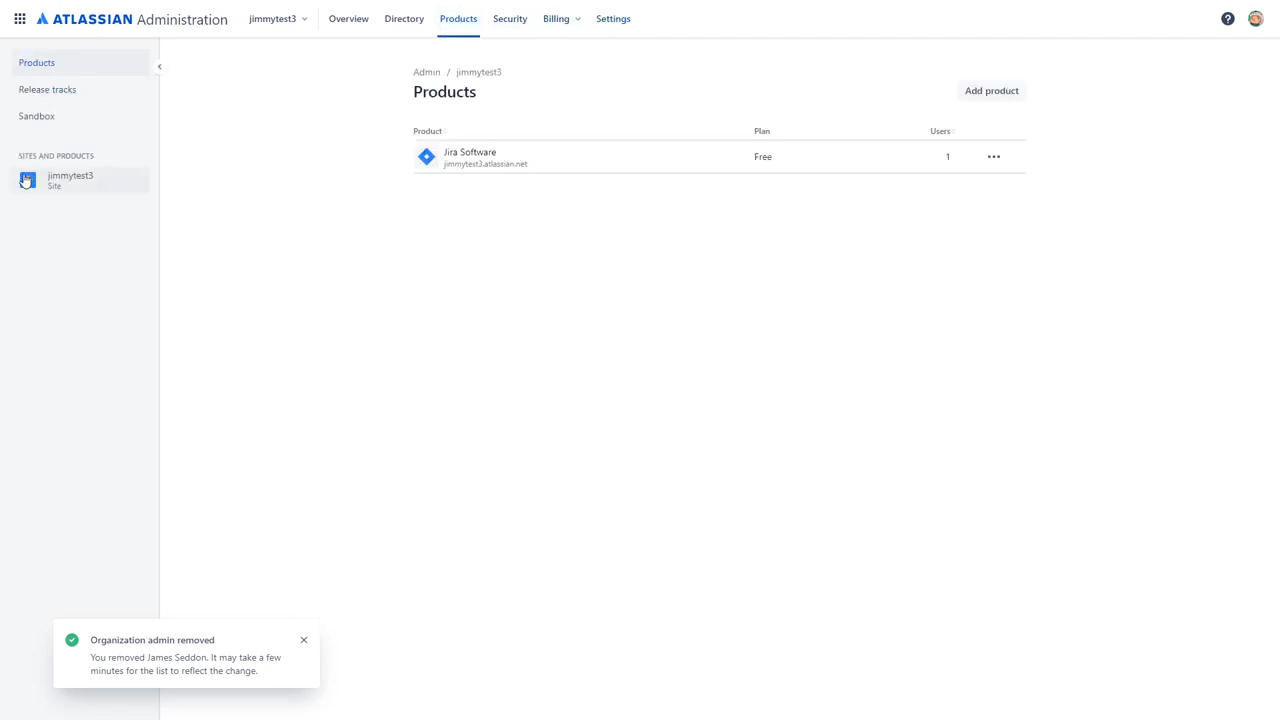 ATLASSIAN Administration
jimmytest3
Overview
Directory
Products
Security
Billing
Settings
Products
Release tracks
Sandbox
SITES AND PRODUCTS
jimmytest3
Site
Admin / jimmytest3
Products
Add product
Product
Plan
Users
Jira Software
jimmytest3.atlassian.net
Free
1
Organization admin removed
You removed James Seddon. It may take a few
minutes for the list to reflect the change.